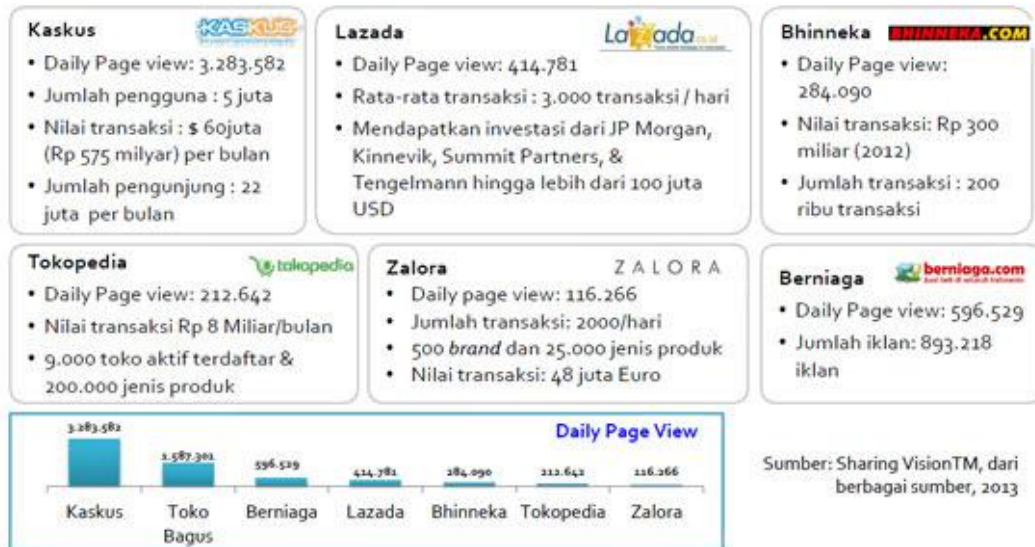 Kaskus
KASKUS
• Daily Page view: 3.283.582
• Jumlah pengguna : 5 juta
• Nilai transaksi : $ 60juta
(Rp 575 milyar) per bulan
• Jumlah pengunjung : 22
juta per bulan
Lazada
Lazada.co.id
• Daily Page view: 414.781
• Rata-rata transaksi : 3.000 transaksi / hari
• Mendapatkan investasi dari JP Morgan,
Kinnevik, Summit Partners, &
Tengelmann hingga lebih dari 100 juta
USD
Bhinneka
BHINNEKA.COM
• Daily Page view:
284.090
• Nilai transaksi: Rp 300
miliar (2012)
• Jumlah transaksi : 200
ribu transaksi
Tokopedia
tokopedia
• Daily Page view: 212.642
• Nilai transaksi Rp 8 Miliar/bulan
• 9.000 toko aktif terdaftar &
200.000 jenis produk
Zalora
ZALORA
• Daily page view: 116.266
• Jumlah transaksi: 2000/hari
• 500 brand dan 25.000 jenis produk
• Nilai transaksi: 48 juta Euro
Berniaga
berniaga.com
• Daily Page view: 596.529
• Jumlah iklan: 893.218
iklan
Daily Page View
3.283.582
1.587.301
596.529
414.781
284.090
212.642
116.266
Kaskus
Toko
Bagus
Berniaga
Lazada
Bhinneka
Tokopedia
Zalora
Sumber: Sharing VisionTM, dari
berbagai sumber, 2013